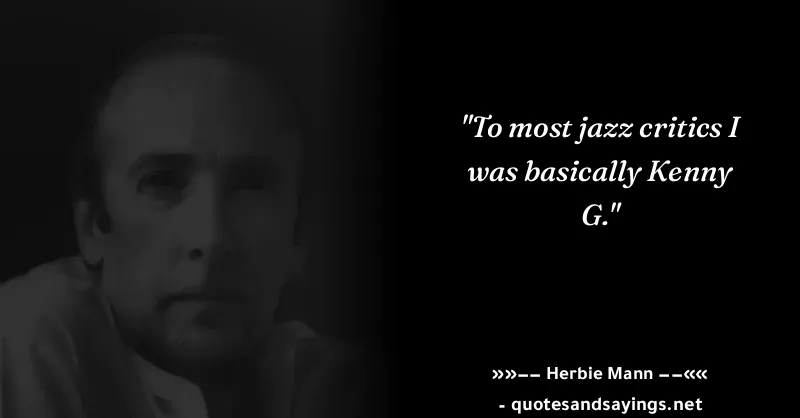 "To most jazz critics I
was basically Kenny
G."
»»–– Herbie Mann ––««
- quotesandsayings.net